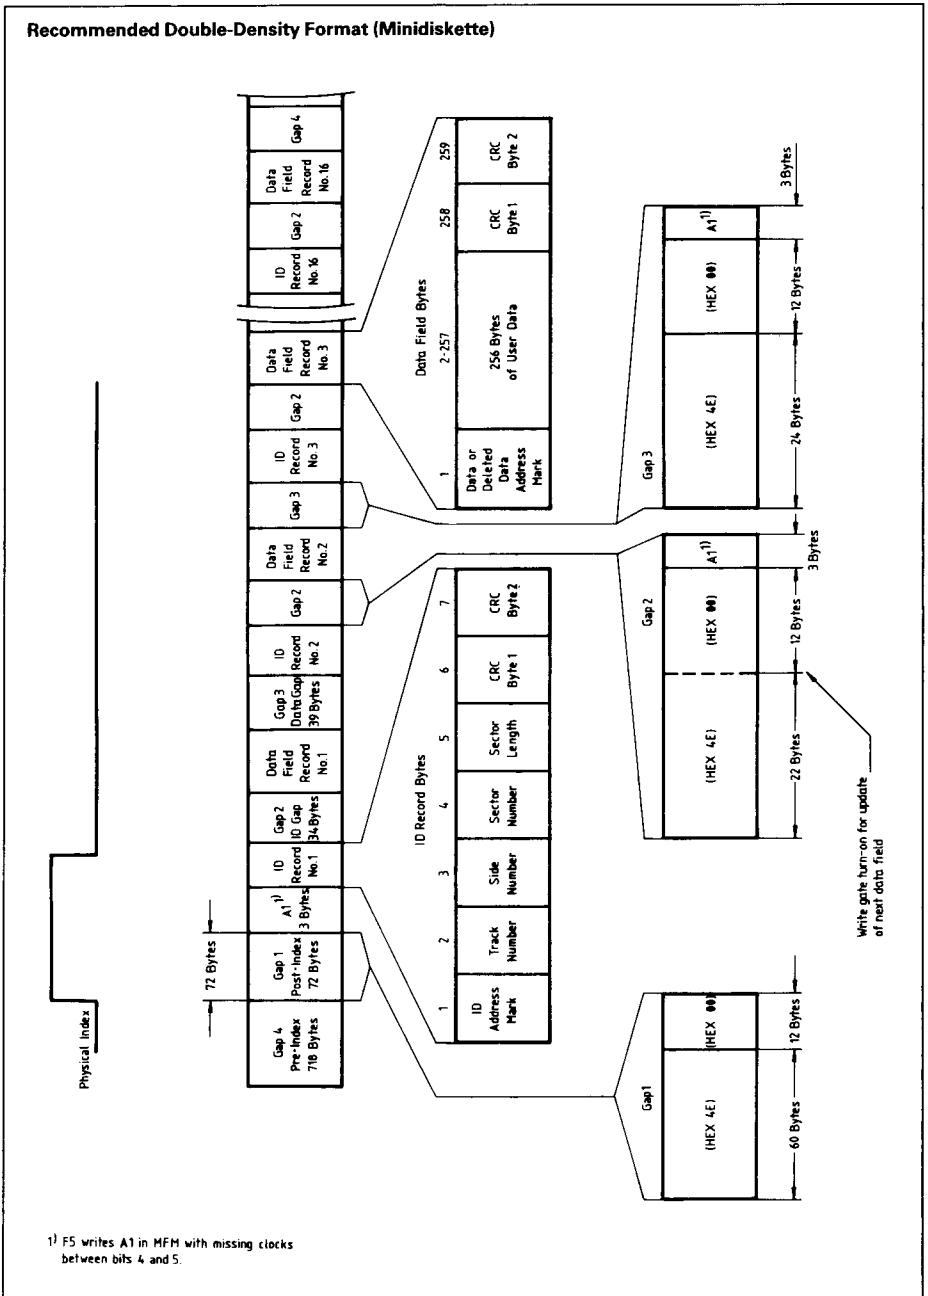 Recommended Double-Density Format (Minidiskette)
Physical Index
72 Bytes
Gap 4
Pre-Index
718 Bytes
Gap 1
Post-Index
72 Bytes
A1 1)
3 Bytes
ID
Record
No.1
Gap 2
ID Gap
34 Bytes
Data
Field
Record
No.1
Gap 3
Data Gap
39 Bytes
ID
Record
No.2
Gap 2
Data
Field
Record
No.2
Gap 3
ID
Record
No.3
Gap 2
Data
Field
Record
No.3
ID
Record
No.16
Gap 2
Data
Field
Record
No.16
Gap 4
ID Record Bytes
1
2
3
4
5
6
7
ID
Address
Mark
Track
Number
Side
Number
Sector
Number
Sector
Length
CRC
Byte 1
CRC
Byte 2
Data Field Bytes
1
2-257
258
259
Data or
Deleted
Data
Address
Mark
256 Bytes
of User Data
CRC
Byte 1
CRC
Byte 2
Gap 1
(HEX 4E)
(HEX 00)
60 Bytes
12 Bytes
Gap 2
(HEX 4E)
(HEX 00)
A1 1)
22 Bytes
12 Bytes
3 Bytes
Write gate turn-on for update
of next data field
Gap 3
(HEX 4E)
(HEX 00)
A1 1)
24 Bytes
12 Bytes
3 Bytes
1) F5 writes A1 in MFM with missing clocks
between bits 4 and 5.